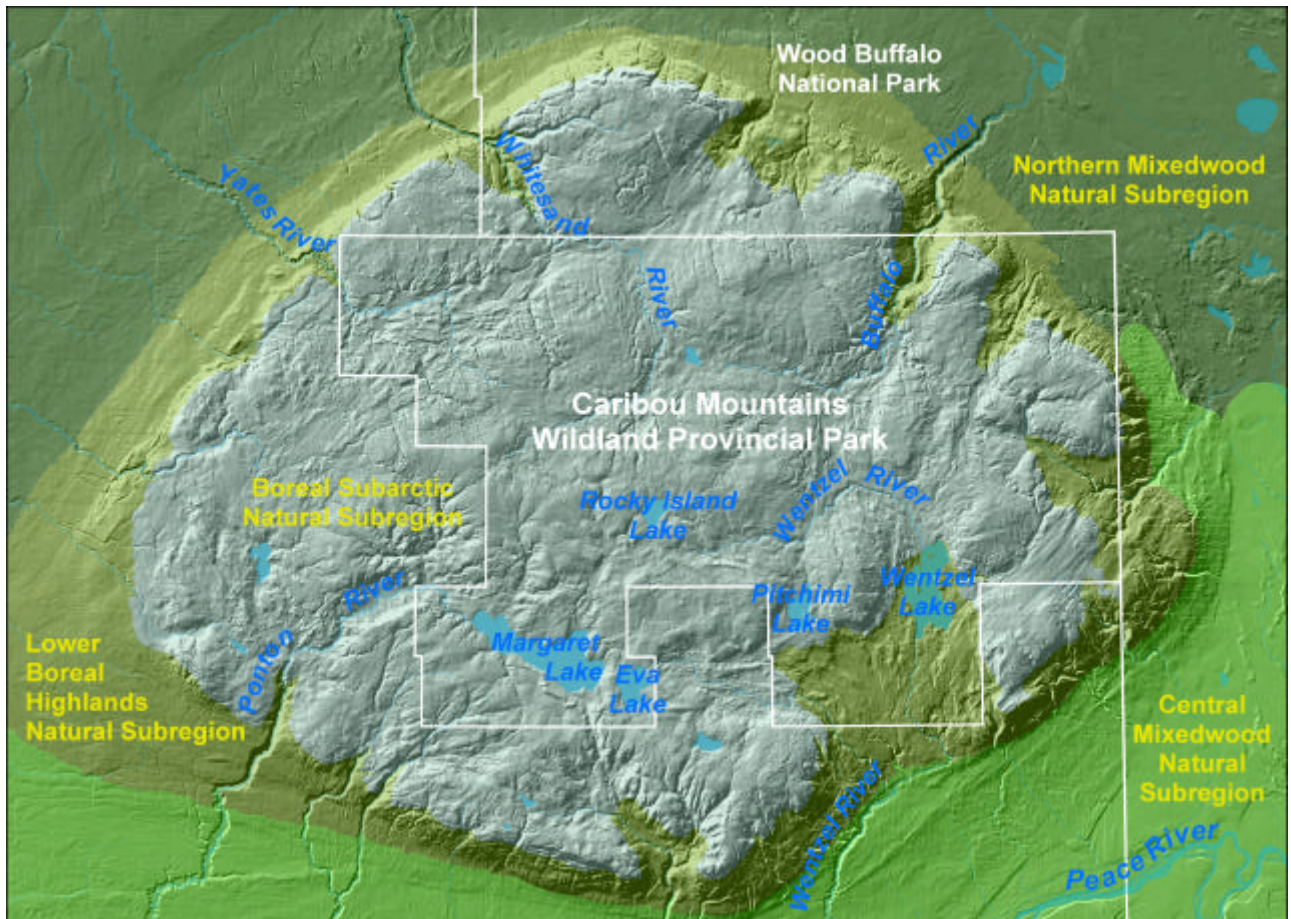 Wood Buffalo
National Park
River
Whitesand
Northern Mixedwood
Natural Subregion
Yates River
River
Buffalo
Caribou Mountains
Wildland Provincial Park
Boreal Subarctic
Natural Subregion
Rocky Island
Lake
Wentzel River
River
Pitchimi
Lake
Wentzel
Lake
Margaret
Lake
Eva
Lake
Ponton
Lower
Boreal
Highlands
Natural Subregion
Central
Mixedwood
Natural
Subregion
Wentzel River
Peace River